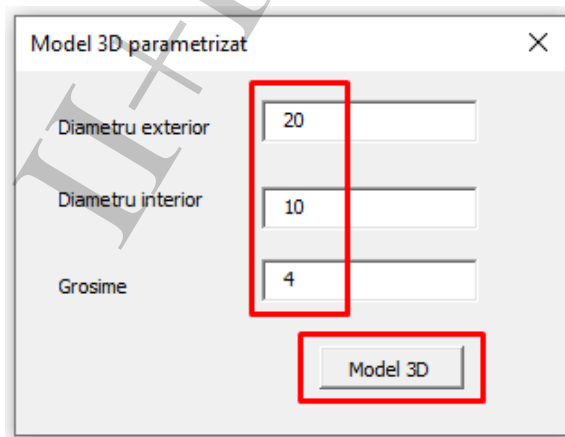 Model 3D parametrizat
Diametru exterior 20
Diametru interior 10
Grosime 4
Model 3D